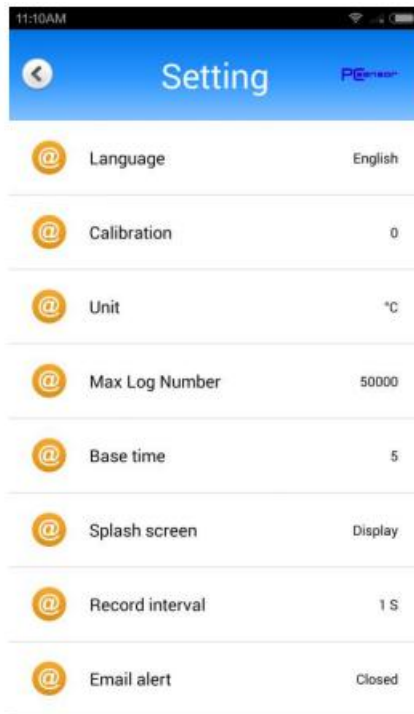 11:10AM
Setting PCsensor
@ Language English
@ Calibration 0
@ Unit °C
@ Max Log Number 50000
@ Base time 5
@ Splash screen Display
@ Record interval 1 S
@ Email alert Closed